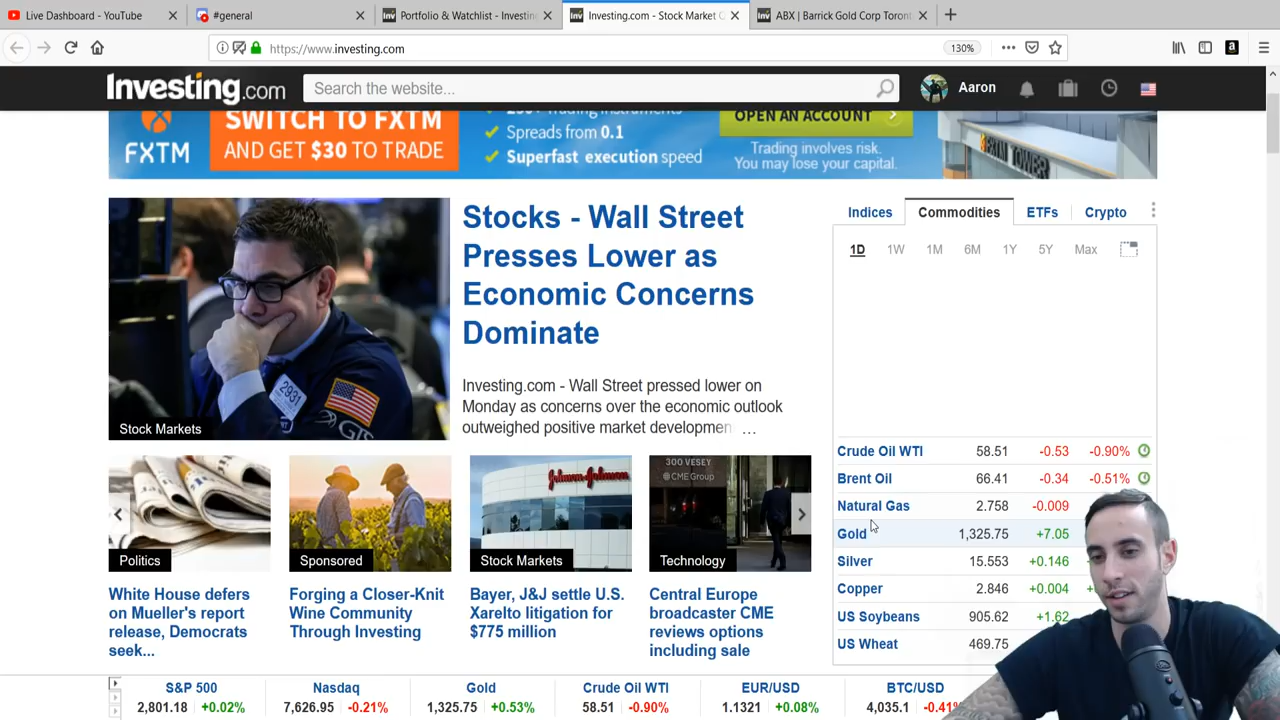 Live Dashboard - YouTube
#general
Portfolio & Watchlist - Investin
Investing.com - Stock Market
ABX | Barrick Gold Corp Toront
https://www.investing.com
130%
Investing.com
Search the website...
Aaron
FXTM
SWITCH TO FXTM
AND GET $30 TO TRADE
Spreads from 0.1
Superfast execution speed
OPEN AN ACCOUNT
Trading involves risk.
You may lose your capital.
2931
Stock Markets
Stocks - Wall Street
Presses Lower as
Economic Concerns
Dominate
Investing.com - Wall Street pressed lower on
Monday as concerns over the economic outlook
outweighed positive market developmen ...
Indices Commodities ETFs Crypto
1D 1W 1M 6M 1Y 5Y Max
Crude Oil WTI 58.51 -0.53 -0.90%
Brent Oil 66.41 -0.34 -0.51%
Natural Gas 2.758 -0.009
Gold 1,325.75 +7.05
Silver 15.553 +0.146
Copper 2.846 +0.004
US Soybeans 905.62 +1.62
US Wheat 469.75
Politics
White House defers
on Mueller's report
release, Democrats
seek...
Sponsored
Forging a Closer-Knit
Wine Community
Through Investing
Johnson & Johnson
Stock Markets
Bayer, J&J settle U.S.
Xarelto litigation for
$775 million
300 VESEY
CME Group
Technology
Central Europe
broadcaster CME
reviews options
including sale
S&P 500 Nasdaq Gold Crude Oil WTI EUR/USD BTC/USD
2,801.18 +0.02% 7,626.95 -0.21% 1,325.75 +0.53% 58.51 -0.90% 1.1321 +0.08% 4,035.1 -0.41%